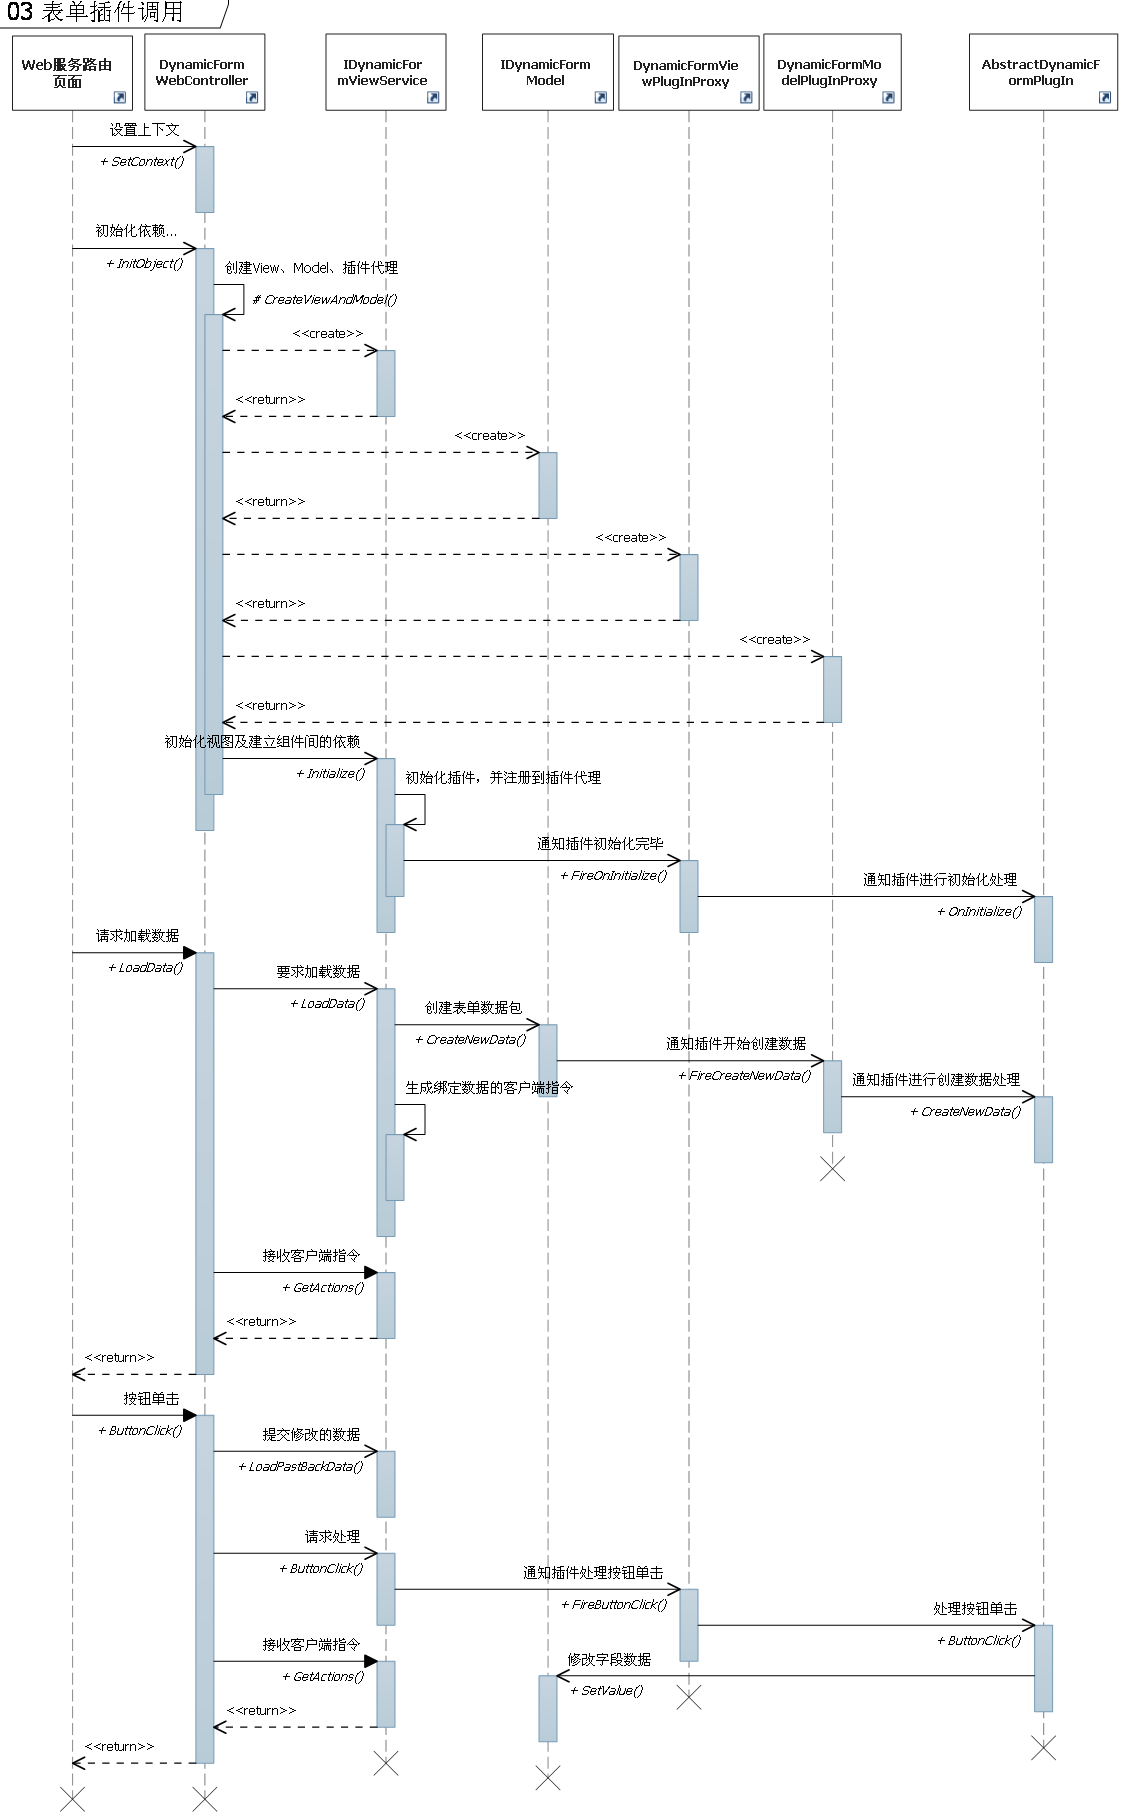 03 表单插件调用
Web服务路由
页面
DynamicForm
WebController
IDynamicFor
mViewService
IDynamicForm
Model
DynamicFormVie
wPlugInProxy
DynamicFormMo
delPlugInProxy
AbstractDynamicF
ormPlugIn
设置上下文
+ SetContext()
初始化依赖...
+ InitObject()
创建View、Model、插件代理
# CreateViewAndModel()
<<create>>
<<return>>
<<create>>
<<return>>
<<create>>
<<return>>
<<create>>
<<return>>
初始化视图及建立组件间的依赖
+ Initialize()
初始化插件，并注册到插件代理
通知插件初始化完毕
+ FireOnInitialize()
通知插件进行初始化处理
+ OnInitialize()
请求加载数据
+ LoadData()
要求加载数据
+ LoadData()
创建表单数据包
+ CreateNewData()
通知插件开始创建数据
+ FireCreateNewData()
通知插件进行创建数据处理
+ CreateNewData()
生成绑定数据的客户端指令
接收客户端指令
+ GetActions()
<<return>>
<<return>>
按钮单击
+ ButtonClick()
提交修改的数据
+ LoadPastBackData()
请求处理
+ ButtonClick()
通知插件处理按钮单击
+ FireButtonClick()
处理按钮单击
+ ButtonClick()
接收客户端指令
+ GetActions()
修改字段数据
+ SetValue()
<<return>>
<<return>>